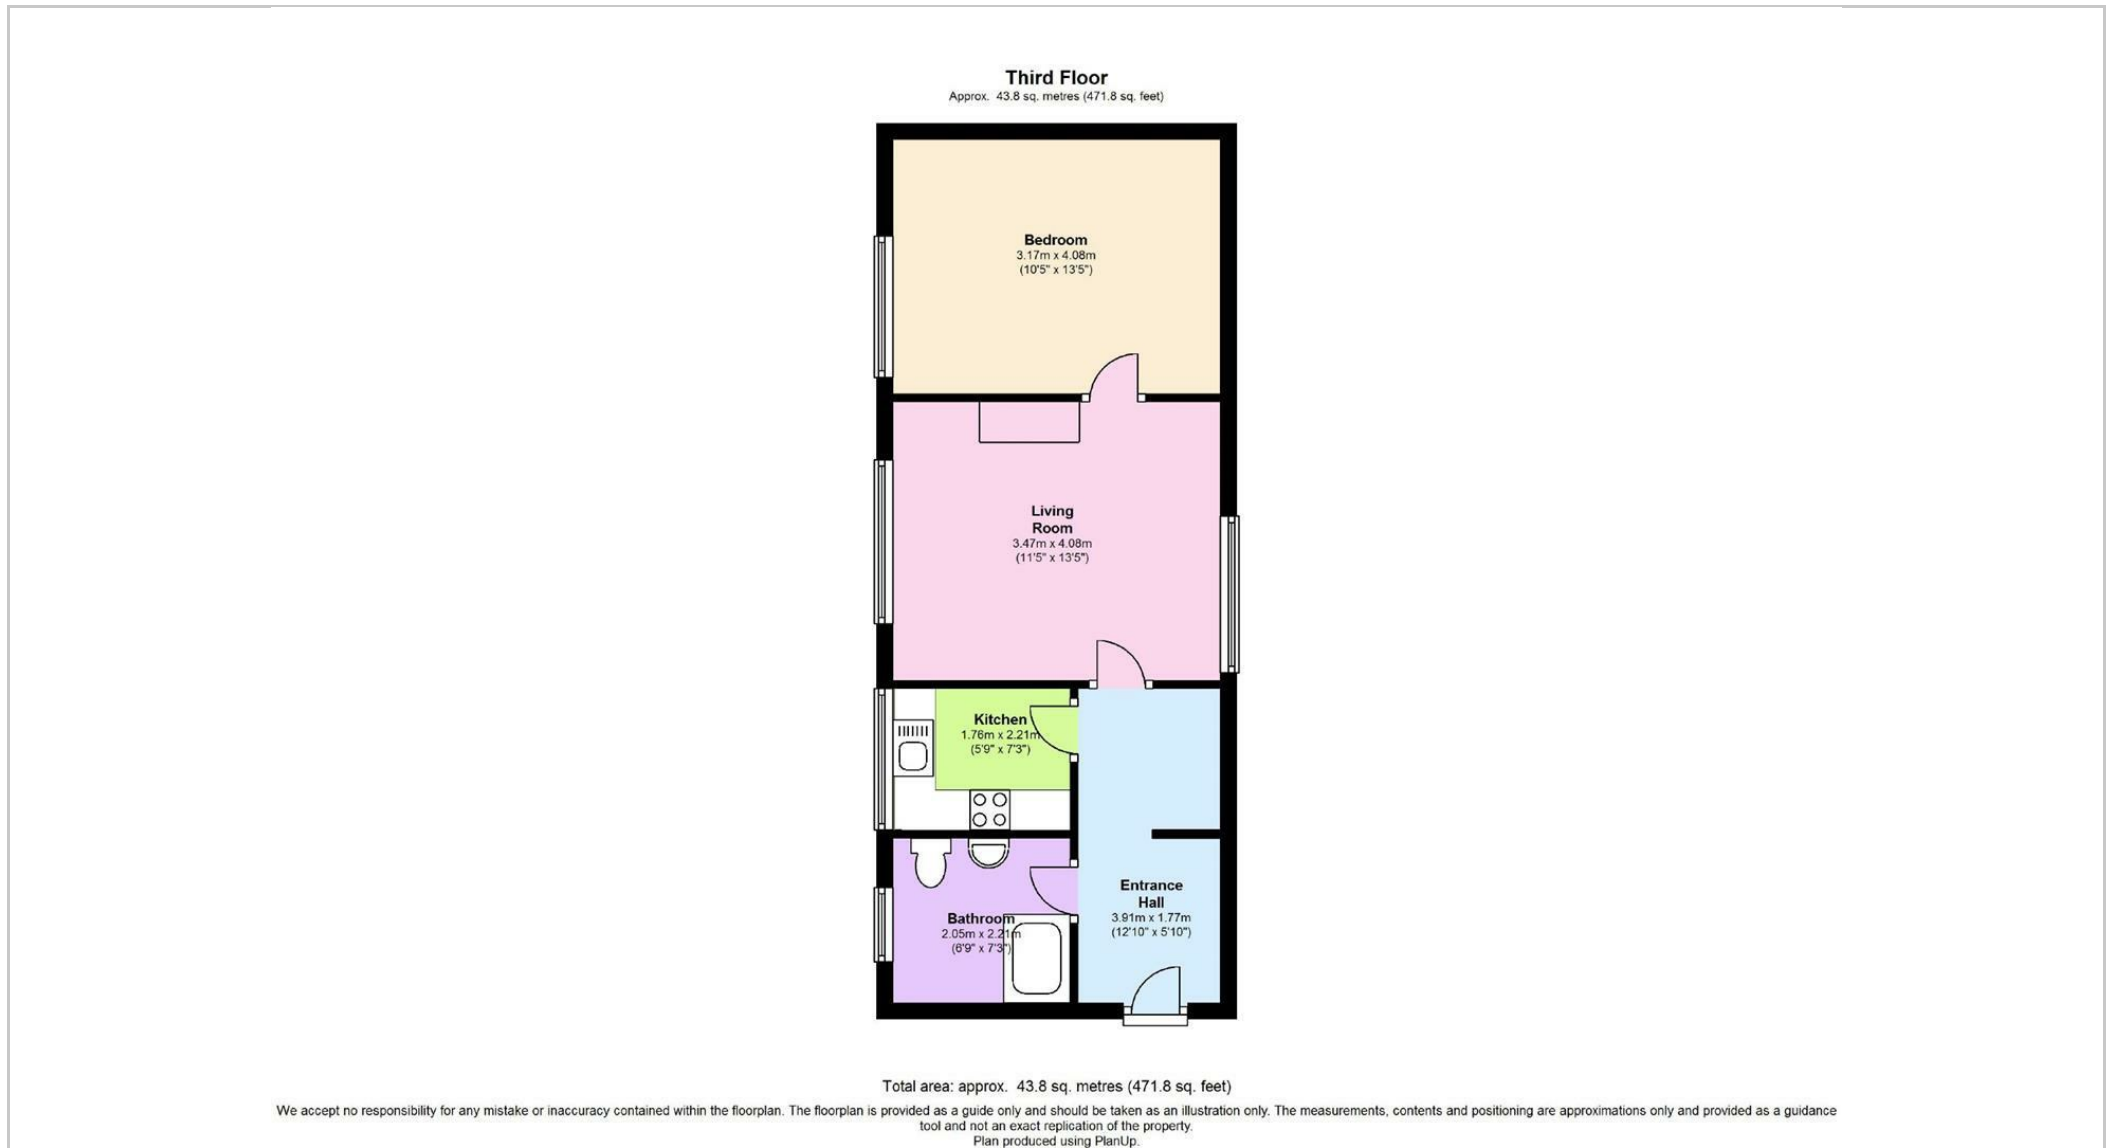 Third Floor
Approx. 43.8 sq. metres (471.8 sq. feet)
Bedroom
3.17m x 4.08m
(10'5" x 13'5")
Living
Room
3.47m x 4.08m
(11'5" x 13'5")
Kitchen
1.76m x 2.21m
(5'9" x 7'3")
Entrance
Hall
3.91m x 1.77m
(12'10" x 5'10")
Bathroom
2.05m x 2.21m
(6'9" x 7'3")
Total area: approx. 43.8 sq. metres (471.8 sq. feet)
We accept no responsibility for any mistake or inaccuracy contained within the floorplan. The floorplan is provided as a guide only and should be taken as an illustration only. The measurements, contents and positioning are approximations only and provided as a guidance
tool and not an exact replication of the property.
Plan produced using PlanUp.